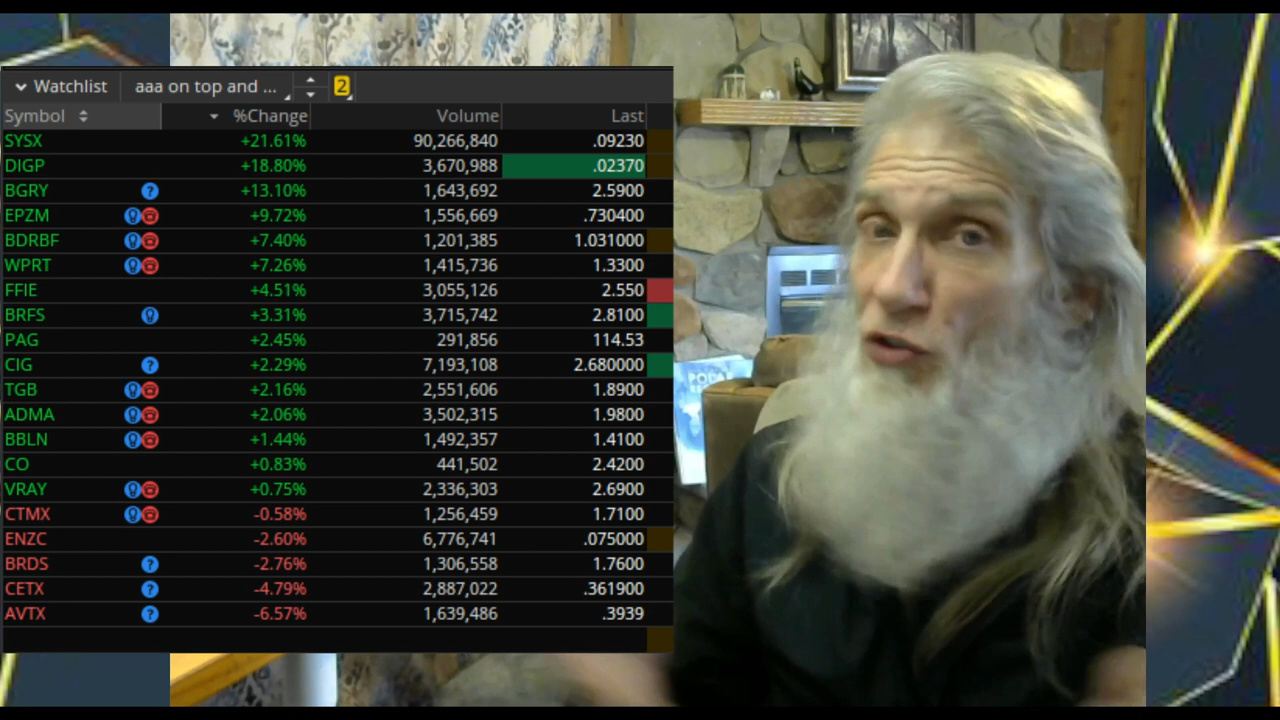 Watchlist aaa on top and ... 2
Symbol %Change Volume Last
SYSX +21.61% 90,266,840 .09230
DIGP +18.80% 3,670,988 .02370
BGRY ? +13.10% 1,643,692 2.5900
EPZM +9.72% 1,556,669 .730400
BDRBF +7.40% 1,201,385 1.031000
WPRT +7.26% 1,415,736 1.3300
FFIE +4.51% 3,055,126 2.550
BRFS +3.31% 3,715,742 2.8100
PAG +2.45% 291,856 114.53
CIG ? +2.29% 7,193,108 2.680000
TGB +2.16% 2,551,606 1.8900
ADMA +2.06% 3,502,315 1.9800
BBLN +1.44% 1,492,357 1.4100
CO +0.83% 441,502 2.4200
VRAY +0.75% 2,336,303 2.6900
CTMX -0.58% 1,256,459 1.7100
ENZC -2.60% 6,776,741 .075000
BRDS ? -2.76% 1,306,558 1.7600
CETX ? -4.79% 2,887,022 .361900
AVTX ? -6.57% 1,639,486 .3939